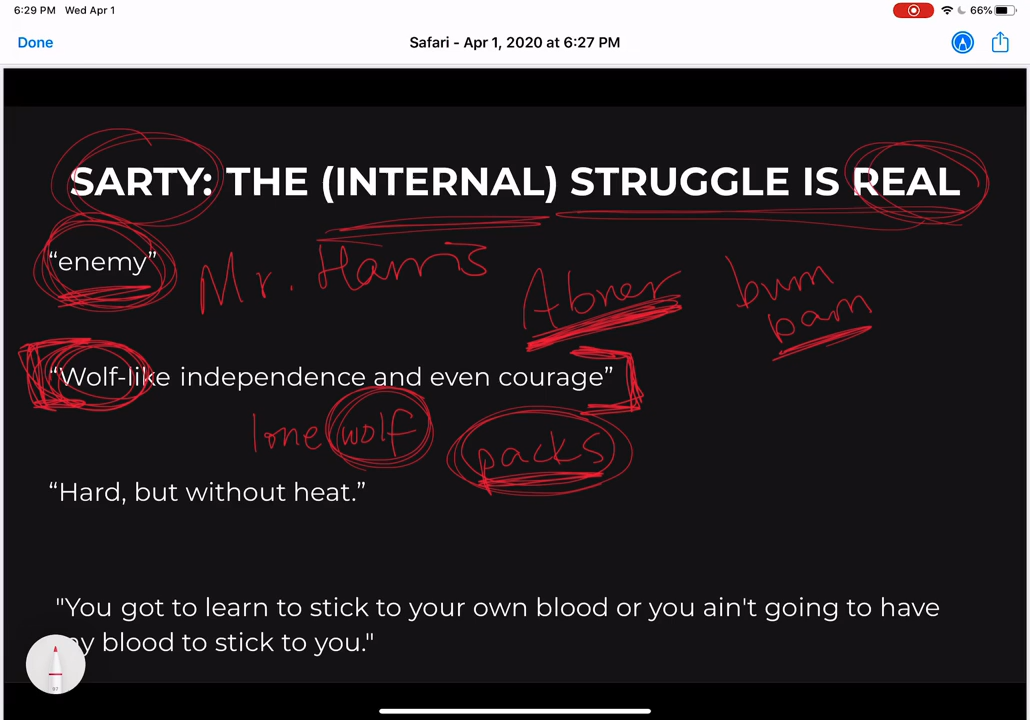 6:29 PM Wed Apr 1 66%
Done Safari - Apr 1, 2020 at 6:27 PM
SARTY: THE (INTERNAL) STRUGGLE IS REAL
“enemy” Mr. Harris Abner bum
bam
“Wolf-like independence and even courage”
lone wolf packs
“Hard, but without heat.”
"You got to learn to stick to your own blood or you ain't going to have
blood to stick to you."